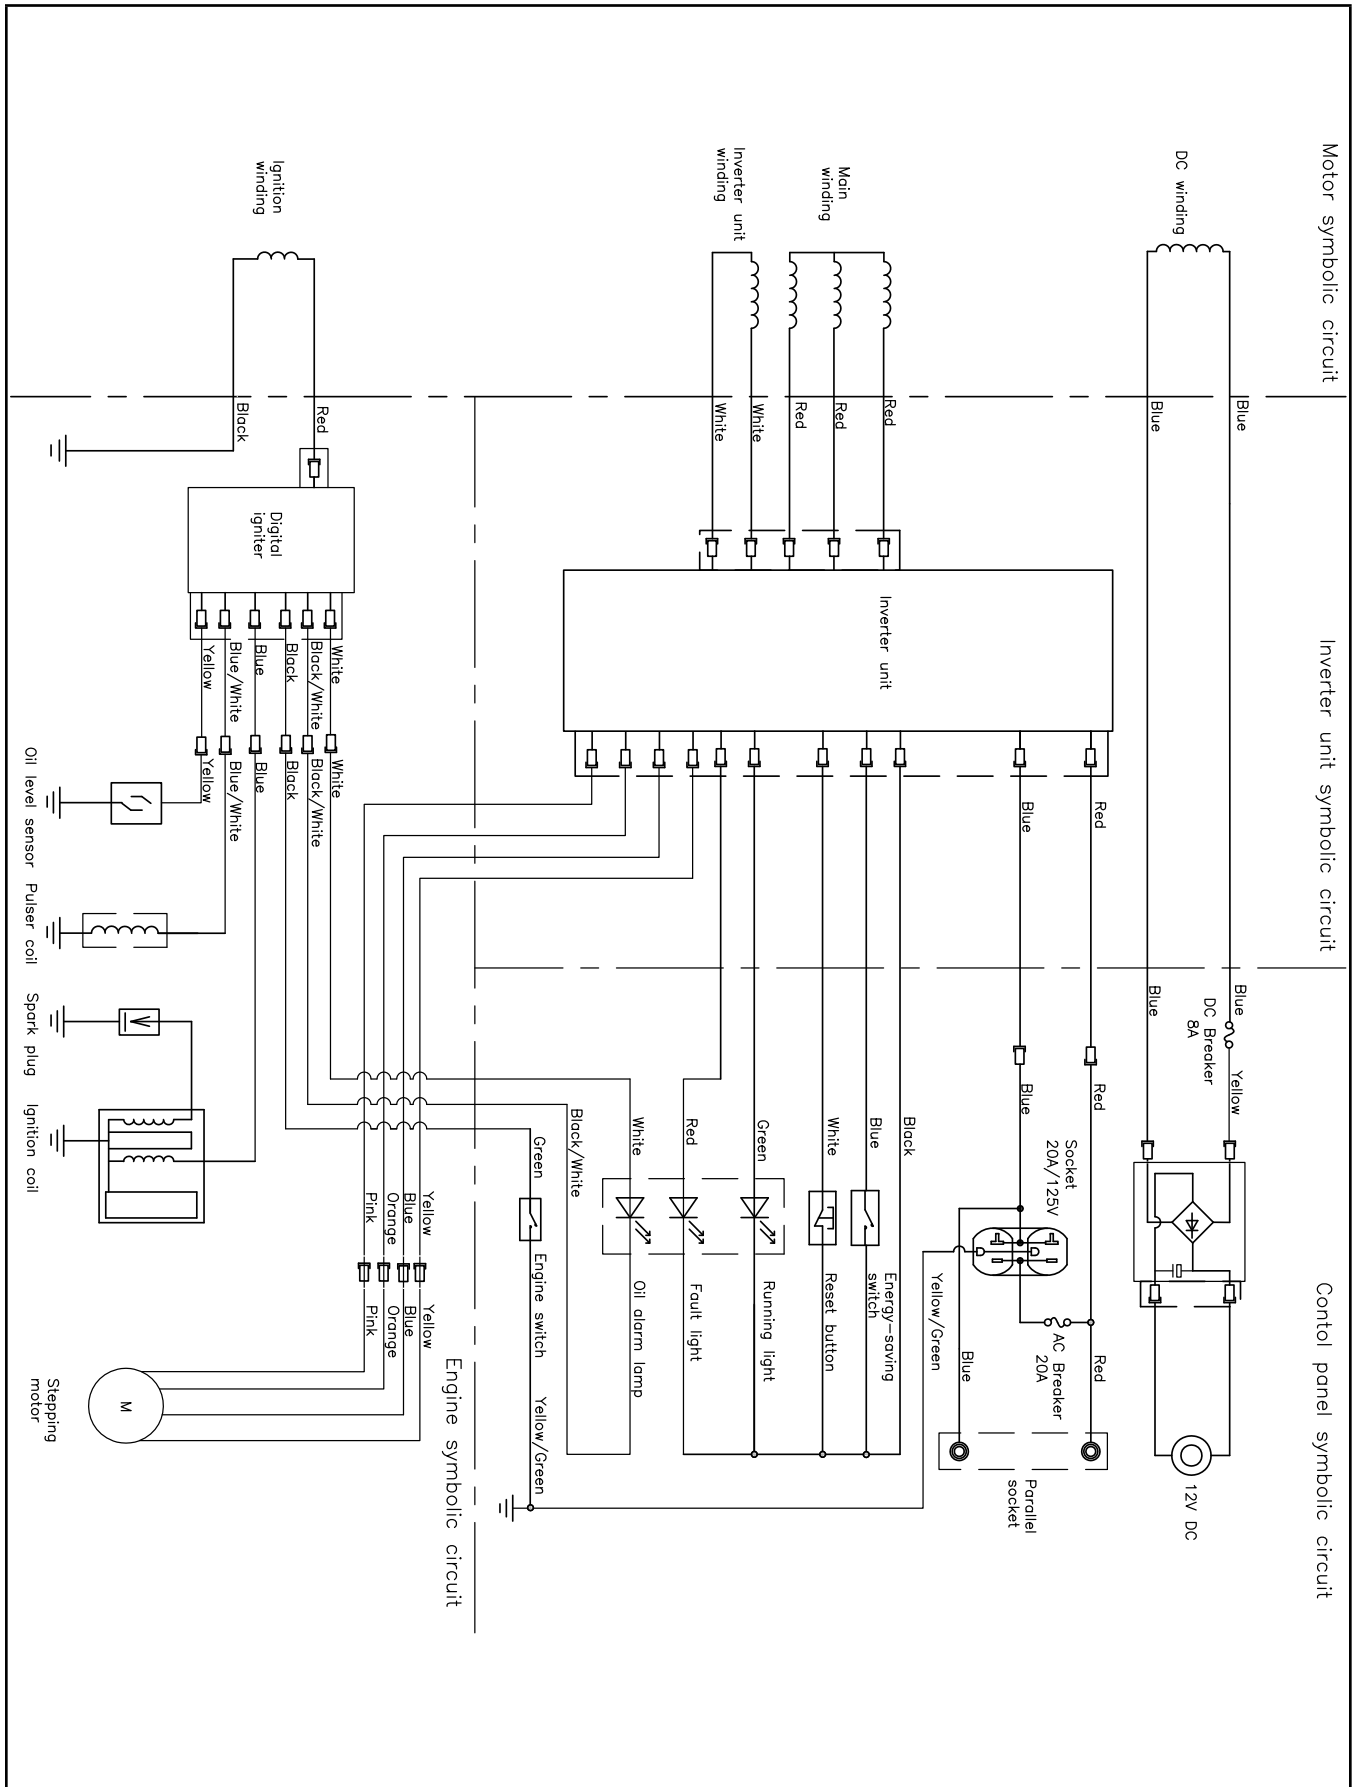 Motor symbolic circuit
DC winding
Main
winding
Inverter unit
winding
Ignition
winding
Inverter unit symbolic circuit
Blue
Blue
Red
Red
Red
White
White
Red
Black
Inverter unit
Digital
igniter
White
Black/White
Black
Blue
Blue/White
Yellow
White
Black/White
Black
Blue
Blue/White
Yellow
Red
Blue
Oil level sensor
Pulser coil
Spark plug
Ignition coil
Contol panel symbolic circuit
Blue
DC Breaker
8A
Yellow
Blue
Red
Blue
Socket
20A/125V
Black
Blue
White
Green
Red
White
Black/White
Green
Energy-saving
switch
Reset button
Running light
Fault light
Oil alarm lamp
Engine switch
Yellow/Green
Yellow/Green
Blue
AC Breaker
20A
Red
Parallel
socket
12V DC
Engine symbolic circuit
Yellow
Blue
Orange
Pink
Yellow
Blue
Orange
Pink
M
Stepping
motor